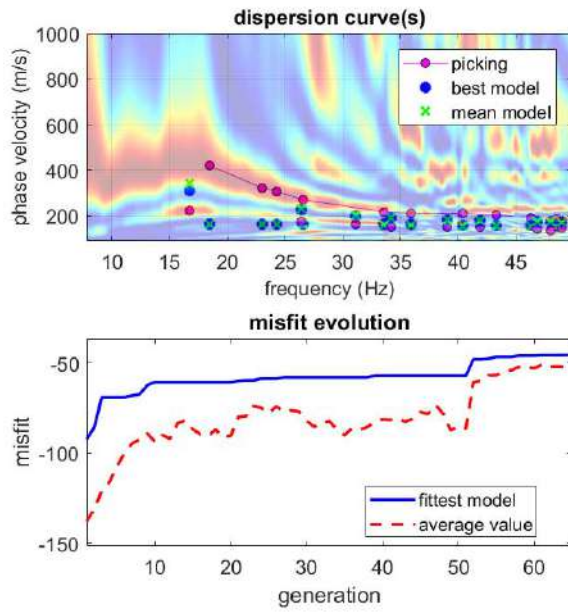 dispersion curve(s)
1000
800
600
400
200
phase velocity (m/s)
picking
best model
mean model
10 15 20 25 30 35 40 45
frequency (Hz)
misfit evolution
-50
-100
-150
misfit
fittest model
average value
10 20 30 40 50 60
generation